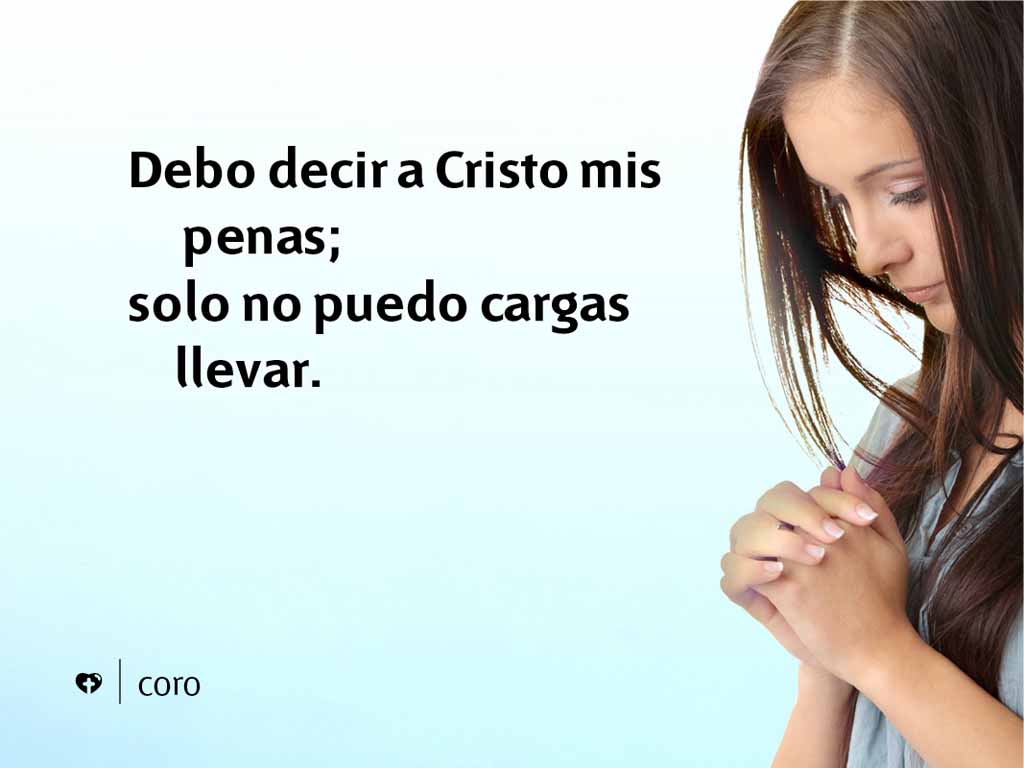 Debo decir a Cristo mis
penas;
solo no puedo cargas
llevar.
coro